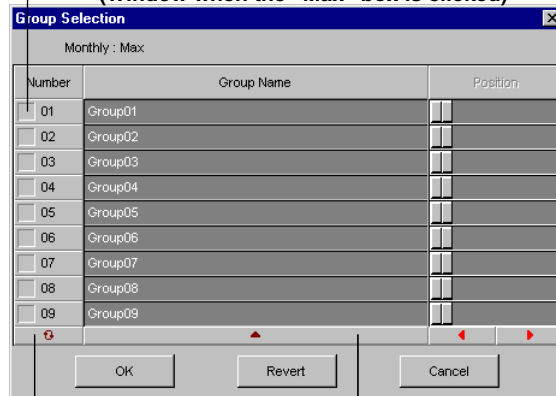 (Window when the "Max" box is clicked)
Group Selection
Monthly : Max
Number Group Name Position
01 Group01
02 Group02
03 Group03
04 Group04
05 Group05
06 Group06
07 Group07
08 Group08
09 Group09
OK Revert Cancel